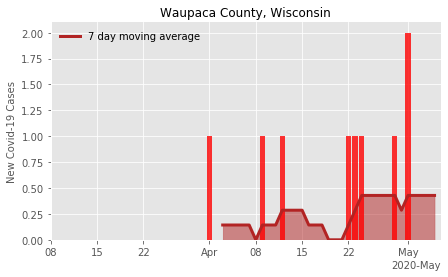 Waupaca County, Wisconsin
7 day moving average
New Covid-19 Cases
2.00
1.75
1.50
1.25
1.00
0.75
0.50
0.25
0.00
08 15 22 Apr 08 15 22 May
2020-May